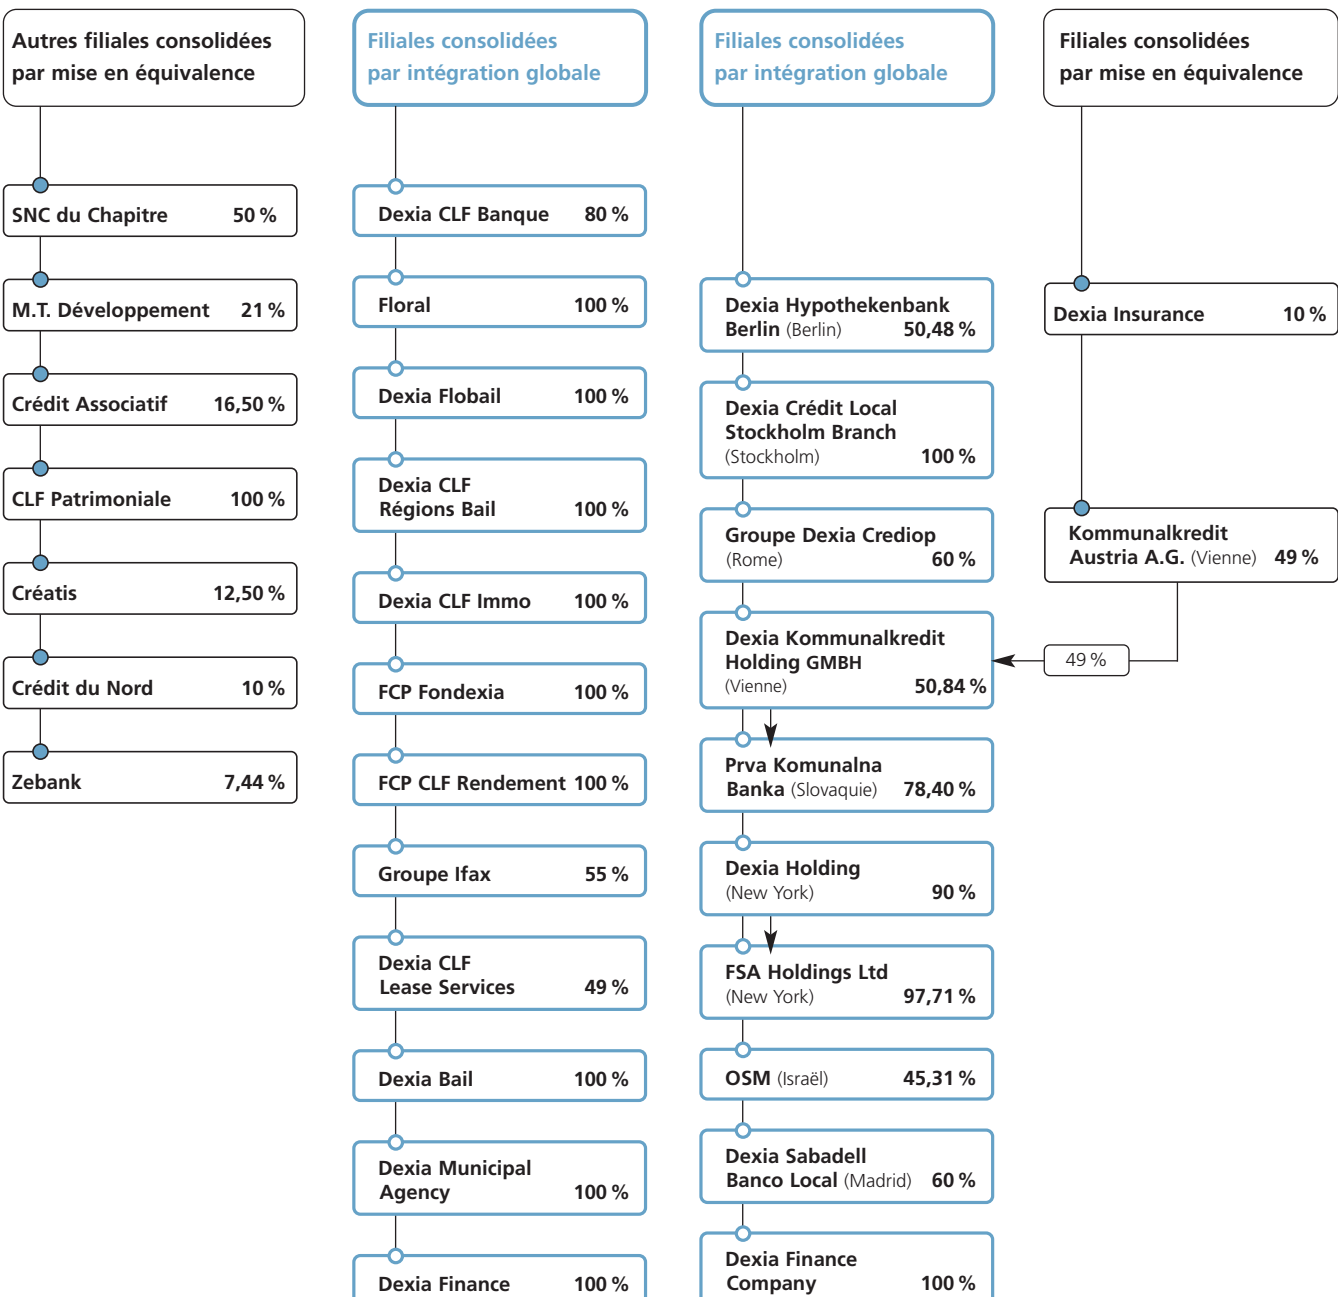 Autres filiales consolidées
par mise en équivalence
SNC du Chapitre 50 %
M.T. Développement 21 %
Crédit Associatif 16,50 %
CLF Patrimoniale 100 %
Créatis 12,50 %
Crédit du Nord 10 %
Zebank 7,44 %
Filiales consolidées
par intégration globale
Dexia CLF Banque 80 %
Floral 100 %
Dexia Flobail 100 %
Dexia CLF
Régions Bail 100 %
Dexia CLF Immo 100 %
FCP Fondexia 100 %
FCP CLF Rendement 100 %
Groupe Ifax 55 %
Dexia CLF
Lease Services 49 %
Dexia Bail 100 %
Dexia Municipal
Agency 100 %
Dexia Finance 100 %
Filiales consolidées
par intégration globale
Dexia Hypothekenbank
Berlin (Berlin) 50,48 %
Dexia Crédit Local
Stockholm Branch
(Stockholm) 100 %
Groupe Dexia Crediop
(Rome) 60 %
Dexia Kommunalkredit
Holding GMBH
(Vienne) 50,84 %
Prva Komunalna
Banka (Slovaquie) 78,40 %
Dexia Holding
(New York) 90 %
FSA Holdings Ltd
(New York) 97,71 %
OSM (Israël) 45,31 %
Dexia Sabadell
Banco Local (Madrid) 60 %
Dexia Finance
Company 100 %
Filiales consolidées
par mise en équivalence
Dexia Insurance 10 %
Kommunalkredit
Austria A.G. (Vienne) 49 %
49 %